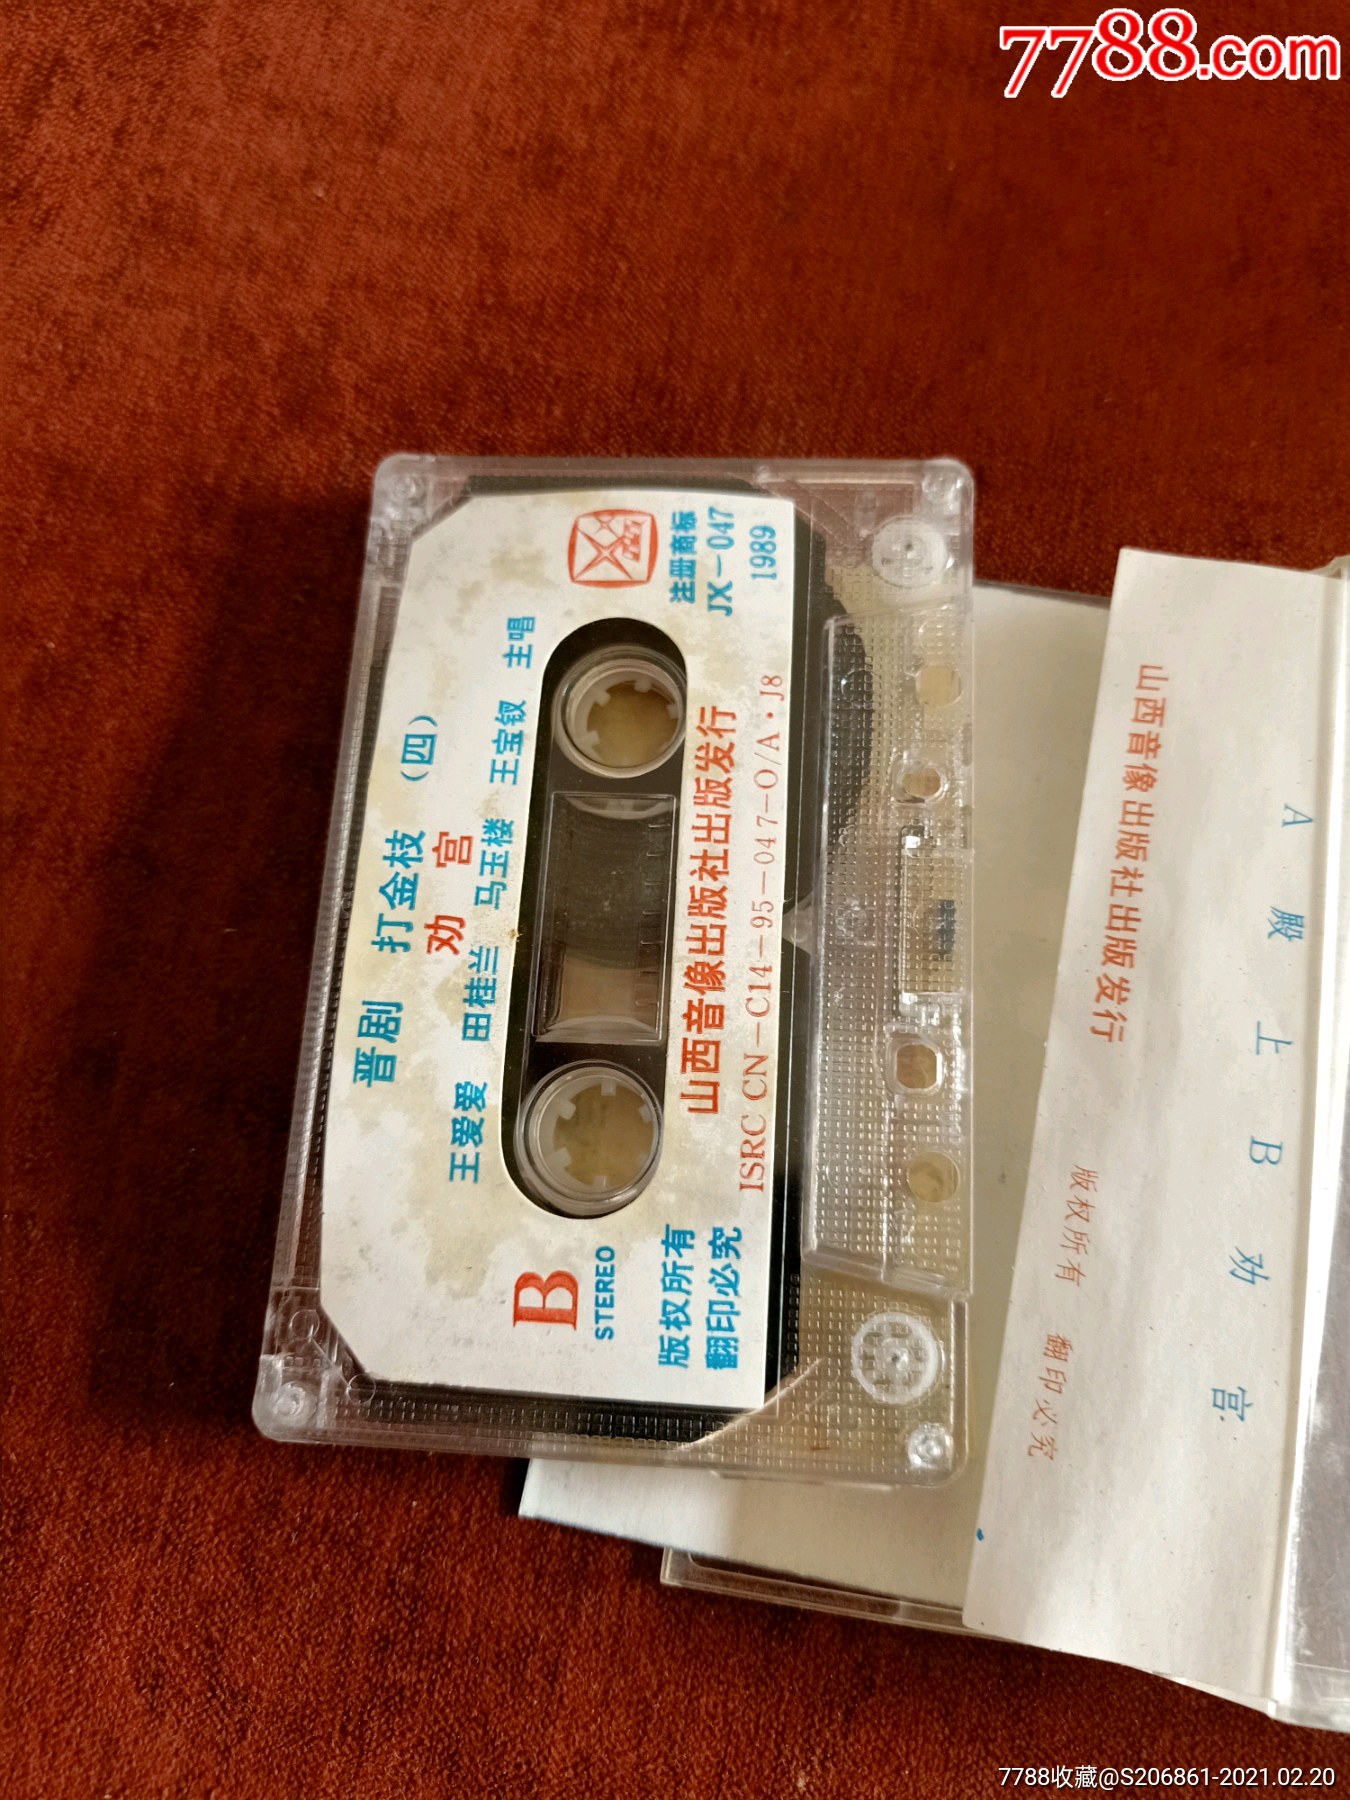 7788.com
晋剧 打金枝 (四)
劝宫
王爱爱 田桂兰 马玉楼 王宝钗 主唱
B
STEREO
注册商标
JX-047
1989
山西音像出版社出版发行
ISRC CN-C14-95-047-O/A·J8
版权所有
翻印必究
A 殿上 B 劝宫
山西音像出版社出版发行
版权所有 翻印必究
7788收藏@S206861-2021.02.20